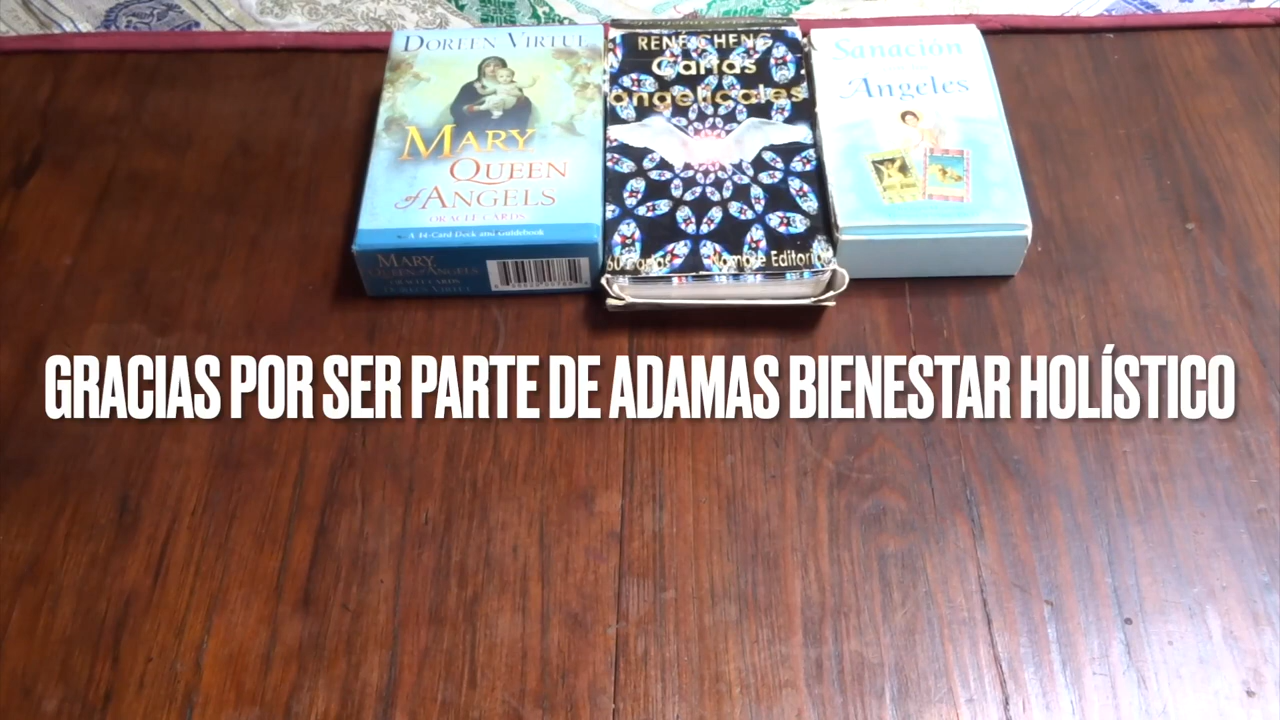 DOREEN VIRTUE
MARY
QUEEN
of ANGELS
ORACLE CARDS
A 44-Card Deck and Guidebook
MARY
QUEEN of ANGELS
ORACLE CARDS
DOREEN VIRTUE
RENÉ CHENG
Cartas
angelicales
60 Cartas
Nombre Editorial
Sanación
Angeles
GRACIAS POR SER PARTE DE ADAMAS BIENESTAR HOLÍSTICO